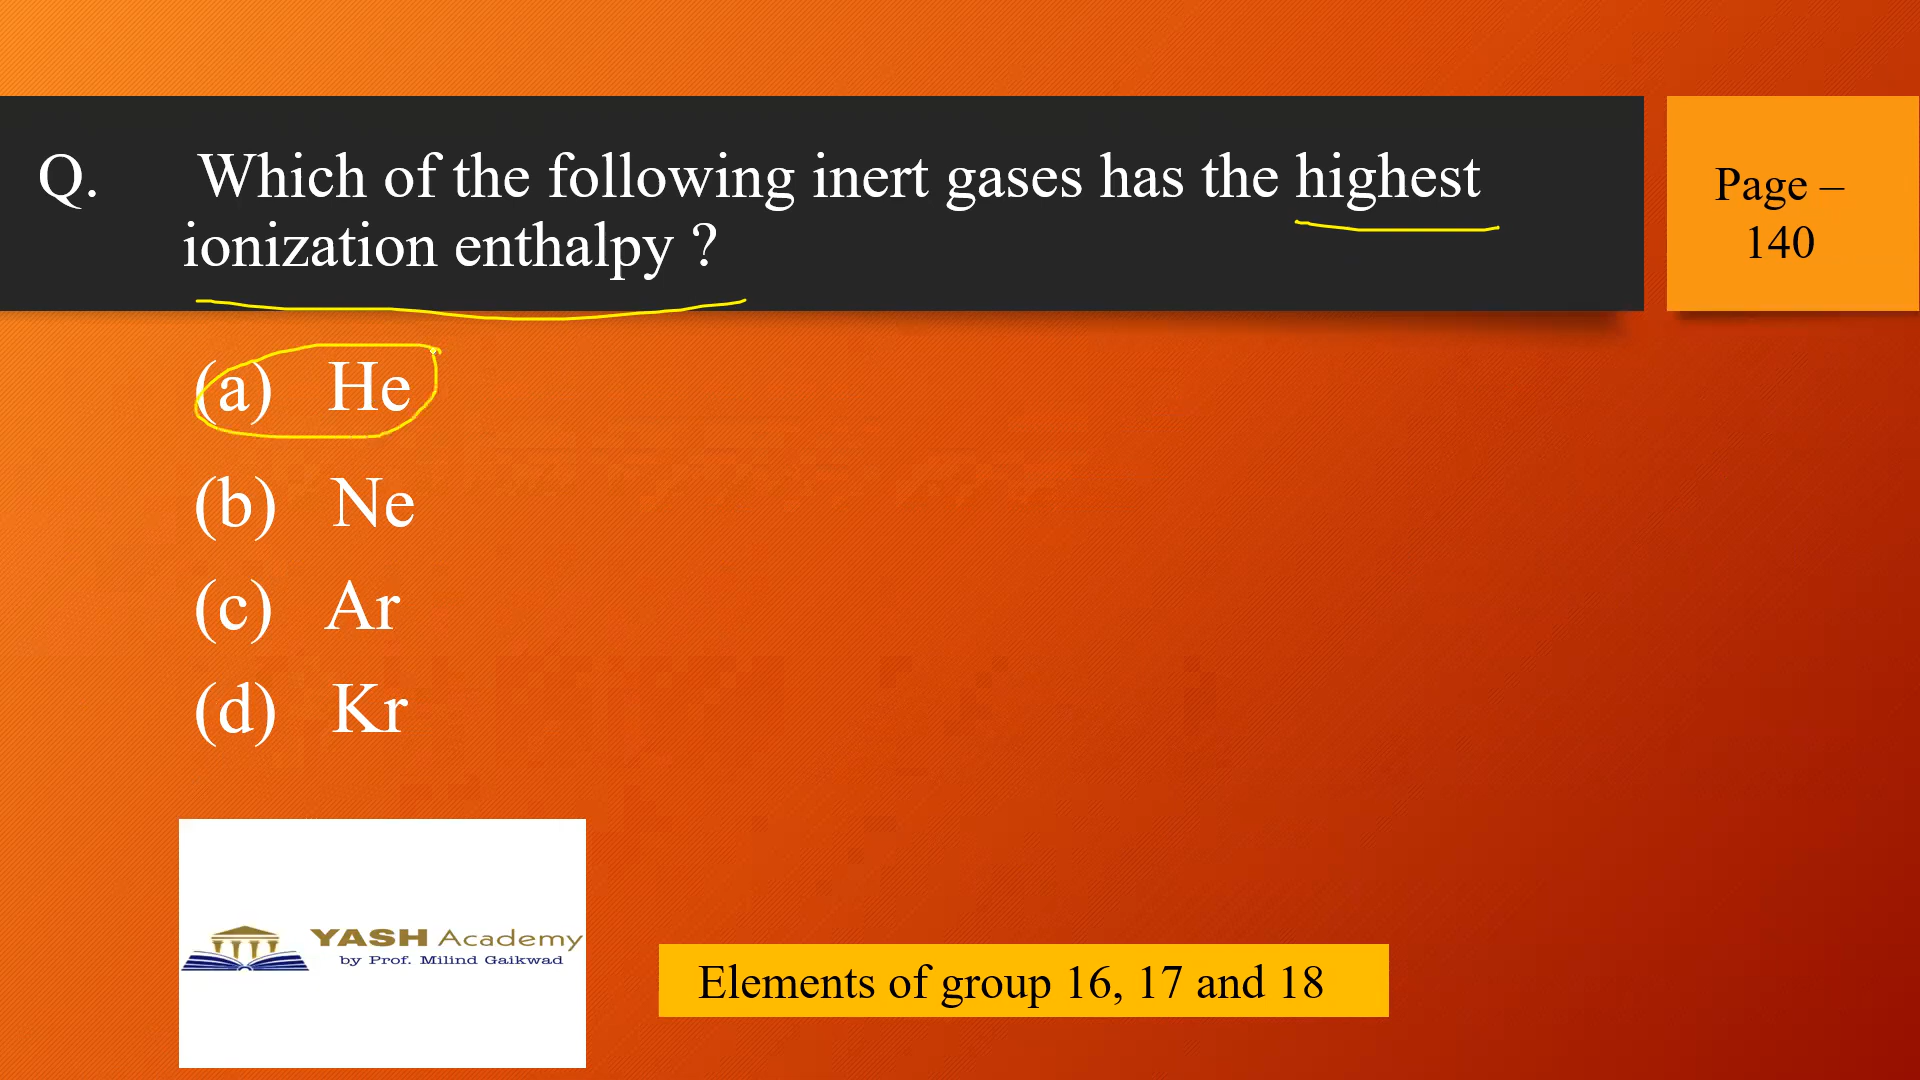 Q. Which of the following inert gases has the highest
ionization enthalpy ?
Page –
140
(a) He
(b) Ne
(c) Ar
(d) Kr
YASH Academy
by Prof. Milind Gaikwad
Elements of group 16, 17 and 18